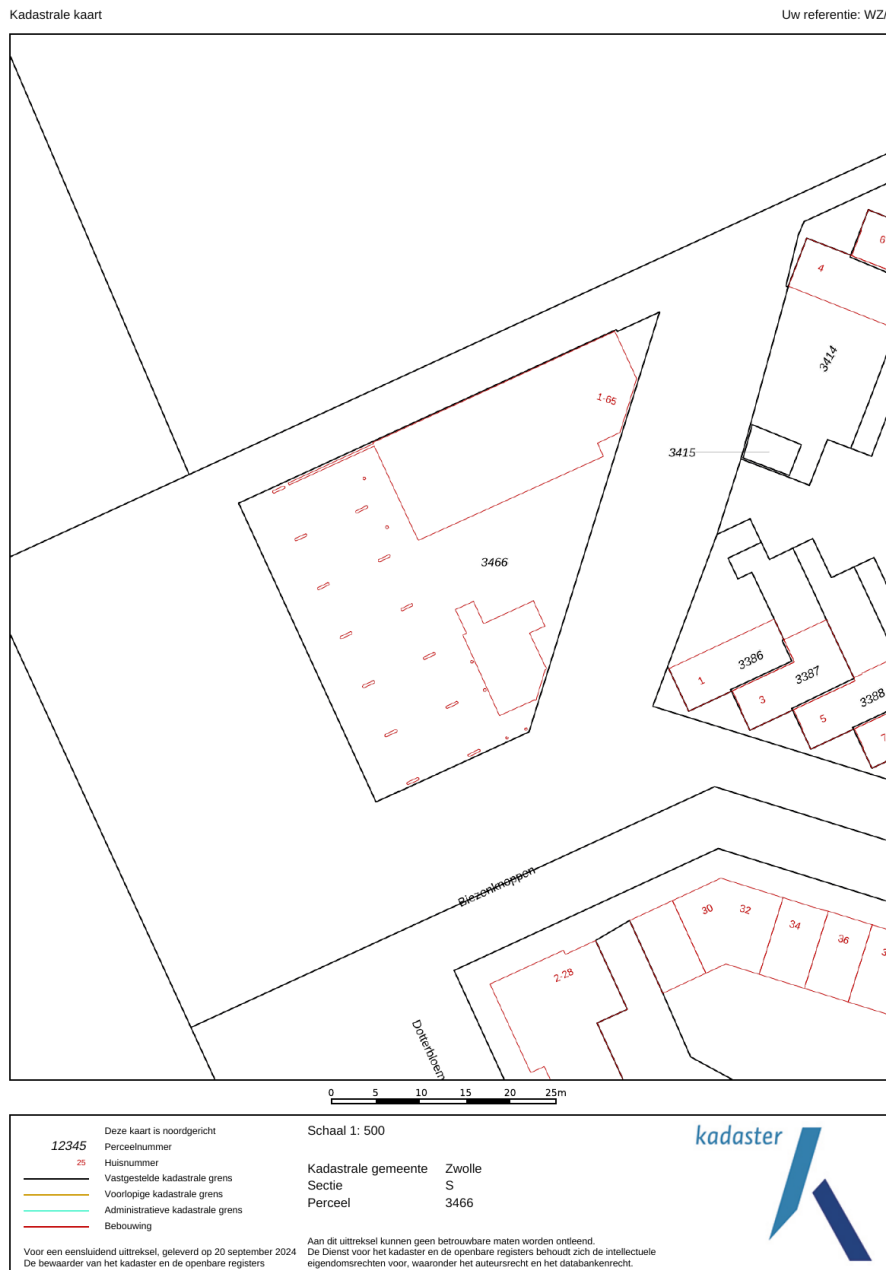 Kadastrale kaart
Uw referentie: WZ/
6
4
3414
1-65
3415
3466
3386
1
3387
3
3388
5
7
Biezenknoppen
30
32
34
36
3
2-28
Dotterbloem
0 5 10 15 20 25m
Deze kaart is noordgericht
12345 Perceelnummer
25 Huisnummer
Vastgestelde kadastrale grens
Voorlopige kadastrale grens
Administratieve kadastrale grens
Bebouwing
Voor een eensluidend uittreksel, geleverd op 20 september 2024
De bewaarder van het kadaster en de openbare registers
Schaal 1: 500
Kadastrale gemeente Zwolle
Sectie S
Perceel 3466
Aan dit uittreksel kunnen geen betrouwbare maten worden ontleend.
De Dienst voor het kadaster en de openbare registers behoudt zich de intellectuele
eigendomsrechten voor, waaronder het auteursrecht en het databankenrecht.
kadaster